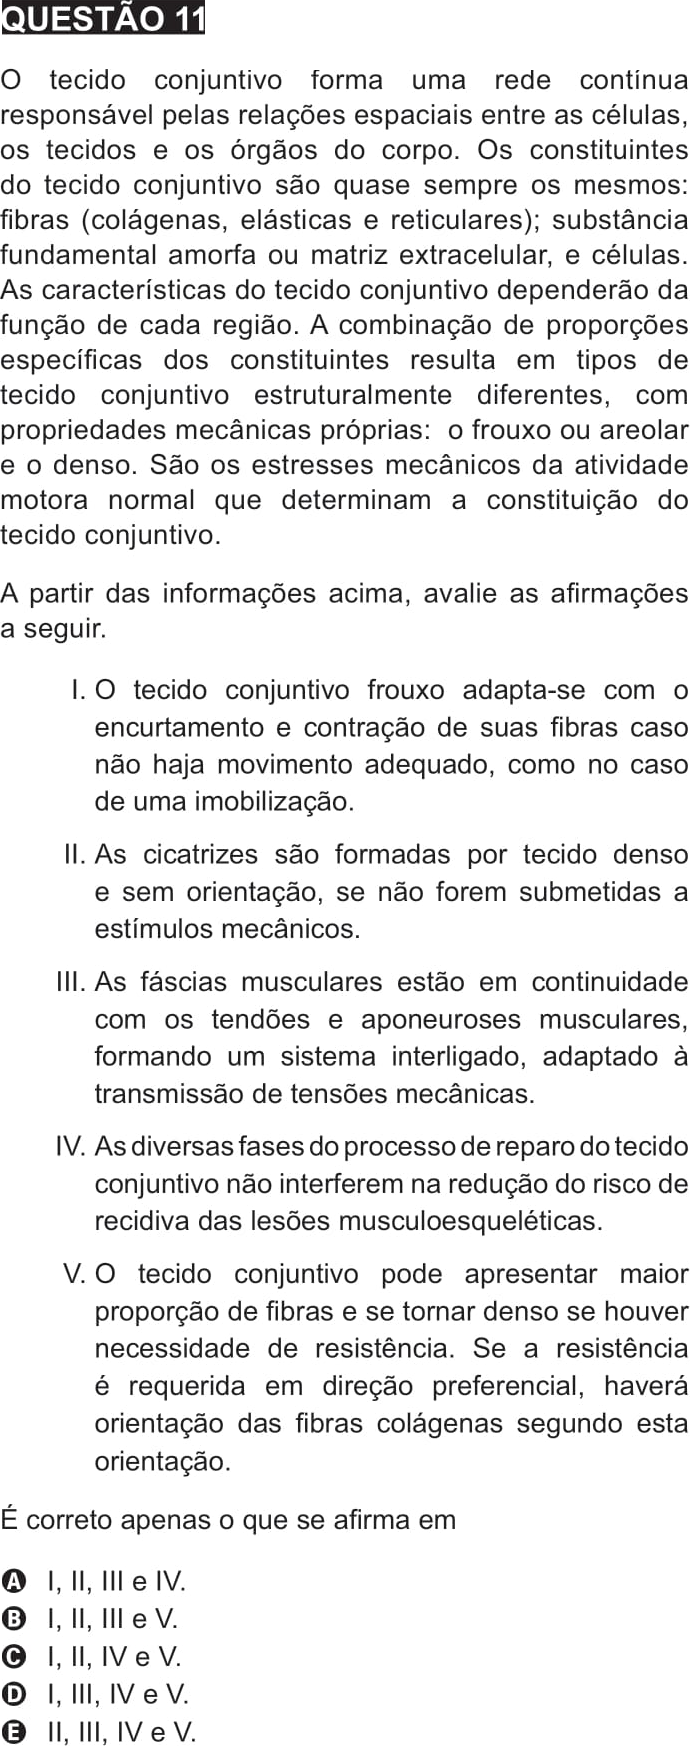 QUESTÃO 11
O tecido conjuntivo forma uma rede contínua
responsável pelas relações espaciais entre as células,
os tecidos e os órgãos do corpo. Os constituintes
do tecido conjuntivo são quase sempre os mesmos:
fibras (colágenas, elásticas e reticulares); substância
fundamental amorfa ou matriz extracelular, e células.
As características do tecido conjuntivo dependerão da
função de cada região. A combinação de proporções
específicas dos constituintes resulta em tipos de
tecido conjuntivo estruturalmente diferentes, com
propriedades mecânicas próprias: o frouxo ou areolar
e o denso. São os estresses mecânicos da atividade
motora normal que determinam a constituição do
tecido conjuntivo.
A partir das informações acima, avalie as afirmações
a seguir.
I. O tecido conjuntivo frouxo adapta-se com o
encurtamento e contração de suas fibras caso
não haja movimento adequado, como no caso
de uma imobilização.
II. As cicatrizes são formadas por tecido denso
e sem orientação, se não forem submetidas a
estímulos mecânicos.
III. As fáscias musculares estão em continuidade
com os tendões e aponeuroses musculares,
formando um sistema interligado, adaptado à
transmissão de tensões mecânicas.
IV. As diversas fases do processo de reparo do tecido
conjuntivo não interferem na redução do risco de
recidiva das lesões musculoesqueléticas.
V. O tecido conjuntivo pode apresentar maior
proporção de fibras e se tornar denso se houver
necessidade de resistência. Se a resistência
é requerida em direção preferencial, haverá
orientação das fibras colágenas segundo esta
orientação.
É correto apenas o que se afirma em
A I, II, III e IV.
B I, II, III e V.
C I, II, IV e V.
D I, III, IV e V.
E II, III, IV e V.